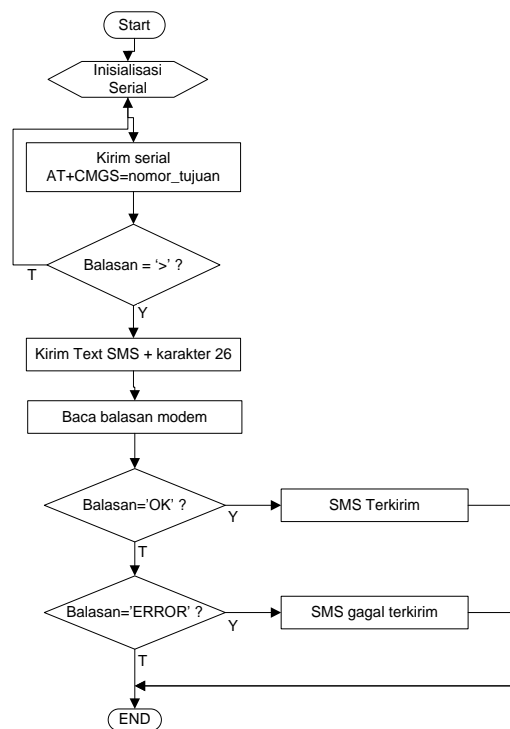 Start
Inisialisasi
Serial
Kirim serial
AT+CMGS=nomor_tujuan
Balasan = ‘>’ ?
T
Y
Kirim Text SMS + karakter 26
Baca balasan modem
Balasan=’OK’ ?
Y
SMS Terkirim
T
Balasan=’ERROR’ ?
Y
SMS gagal terkirim
T
END